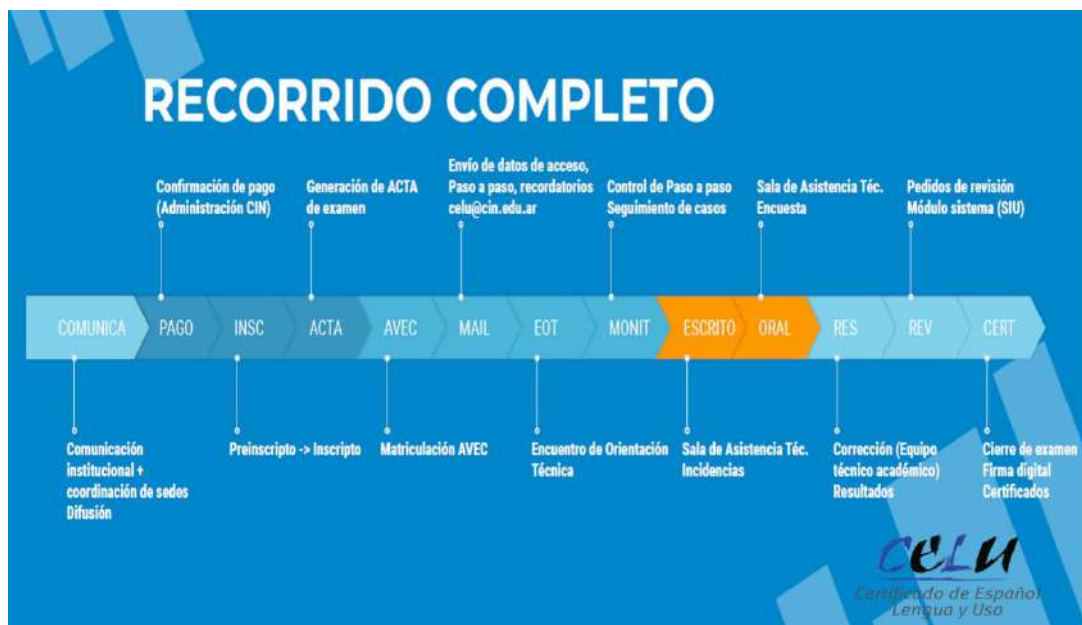 RECORRIDO COMPLETO
Confirmación de pago
(Administración CIN)
Generación de ACTA
de examen
Envío de datos de acceso,
Paso a paso, recordatorios
celu@cin.edu.ar
Control de Paso a paso
Seguimiento de casos
Sala de Asistencia Téc.
Encuesta
Pedidos de revisión
Módulo sistema (SIU)
COMUNICA PAGO INSC ACTA AVEC MAIL EOT MONIT ESCRITO ORAL RES REV CERT
Comunicación
institucional +
coordinación de sedes
Difusión
Preinscripto -> Inscripto
Matriculación AVEC
Encuentro de Orientación
Técnica
Sala de Asistencia Téc.
Incidencias
Corrección (Equipo
técnico académico)
Resultados
Cierre de examen
Firma digital
Certificados
CELU
Certificado de Español
Lengua y Uso